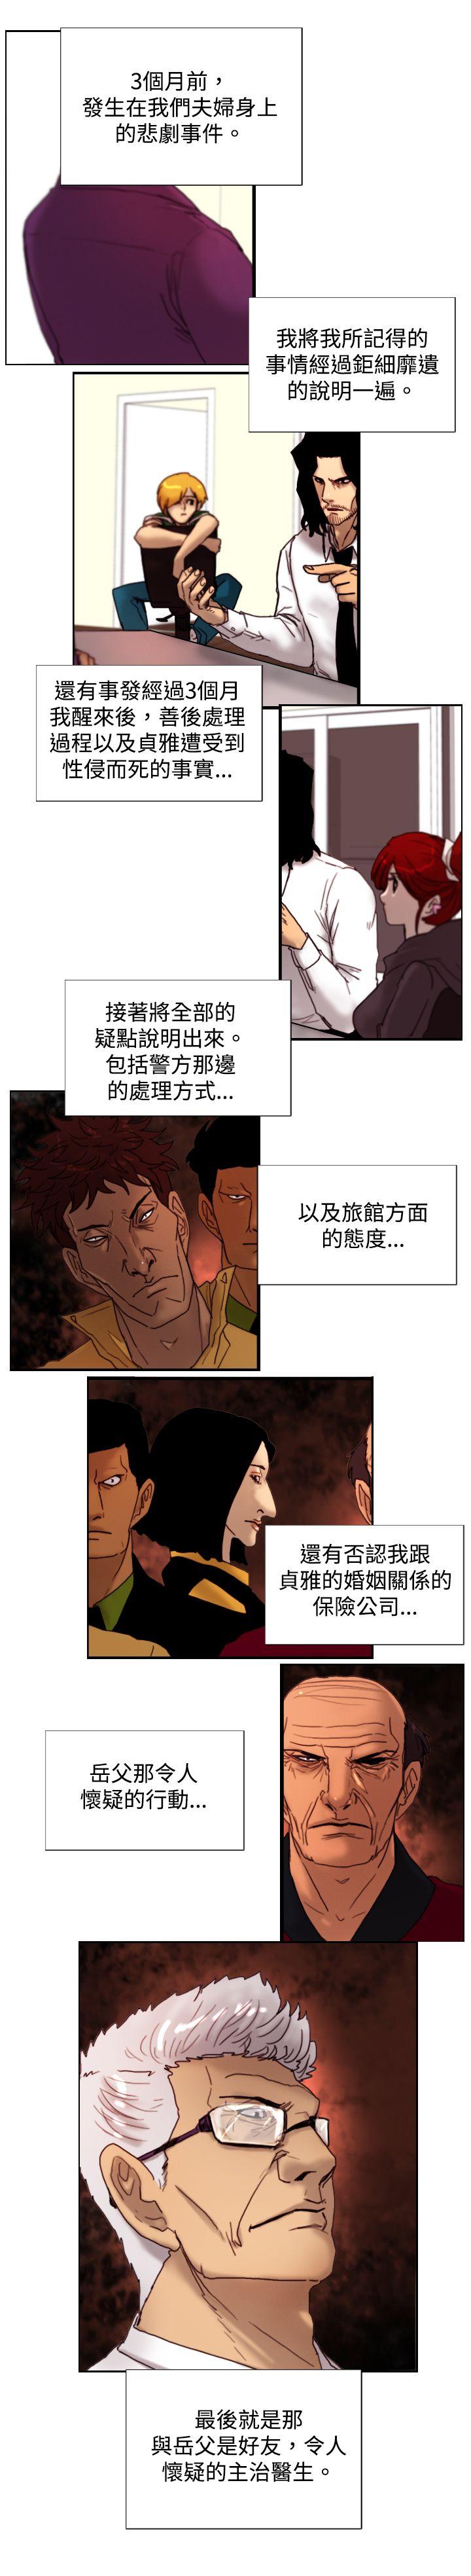 3個月前，
發生在我們夫婦身上
的悲劇事件。
我將我所記得的
事情經過鉅細靡遺
的說明一遍。
還有事發經過3個月
我醒來後，善後處理
過程以及貞雅遭受到
性侵而死的事實...
接著將全部的
疑點說明出來。
包括警方那邊
的處理方式...
以及旅館方面
的態度...
還有否認我跟
貞雅的婚姻關係的
保險公司...
岳父那令人
懷疑的行動...
最後就是那
與岳父是好友，令人
懷疑的主治醫生。